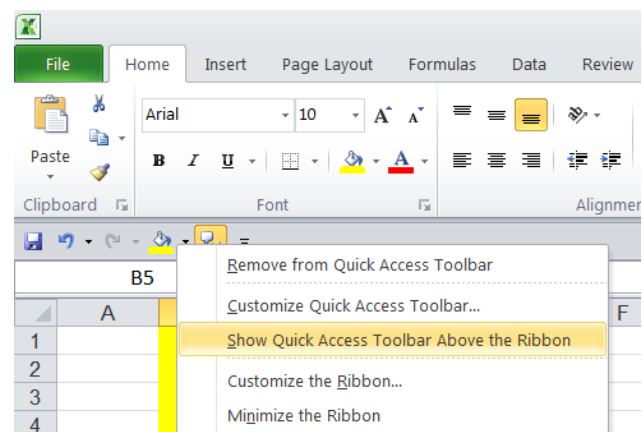 File Home Insert Page Layout Formulas Data Review
Arial 10 A A
Paste B I U A
Clipboard Font Alignmen
B5 Remove from Quick Access Toolbar
Customize Quick Access Toolbar...
A F
Show Quick Access Toolbar Above the Ribbon
1
2
Customize the Ribbon...
3
Minimize the Ribbon
4